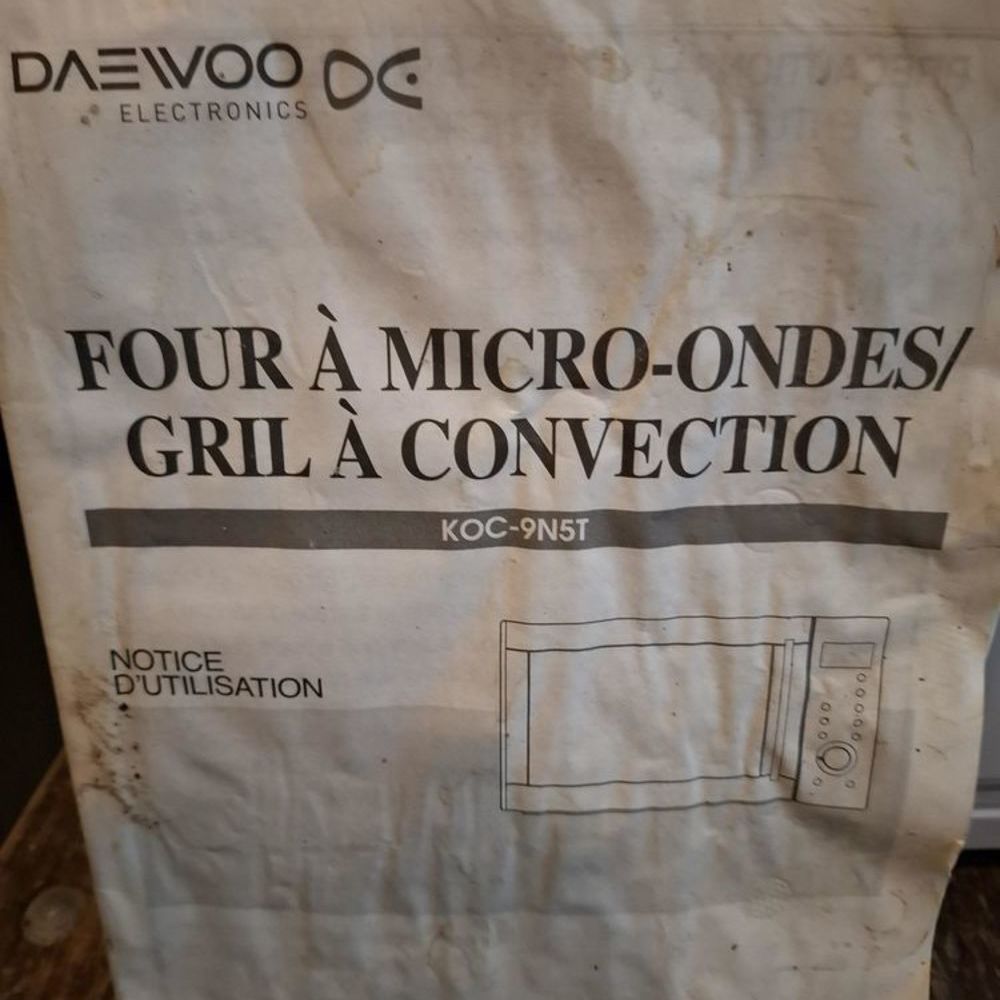 DAEWOO
ELECTRONICS
FOUR À MICRO-ONDES/
GRIL À CONVECTION
KOC-9N5T
NOTICE
D'UTILISATION